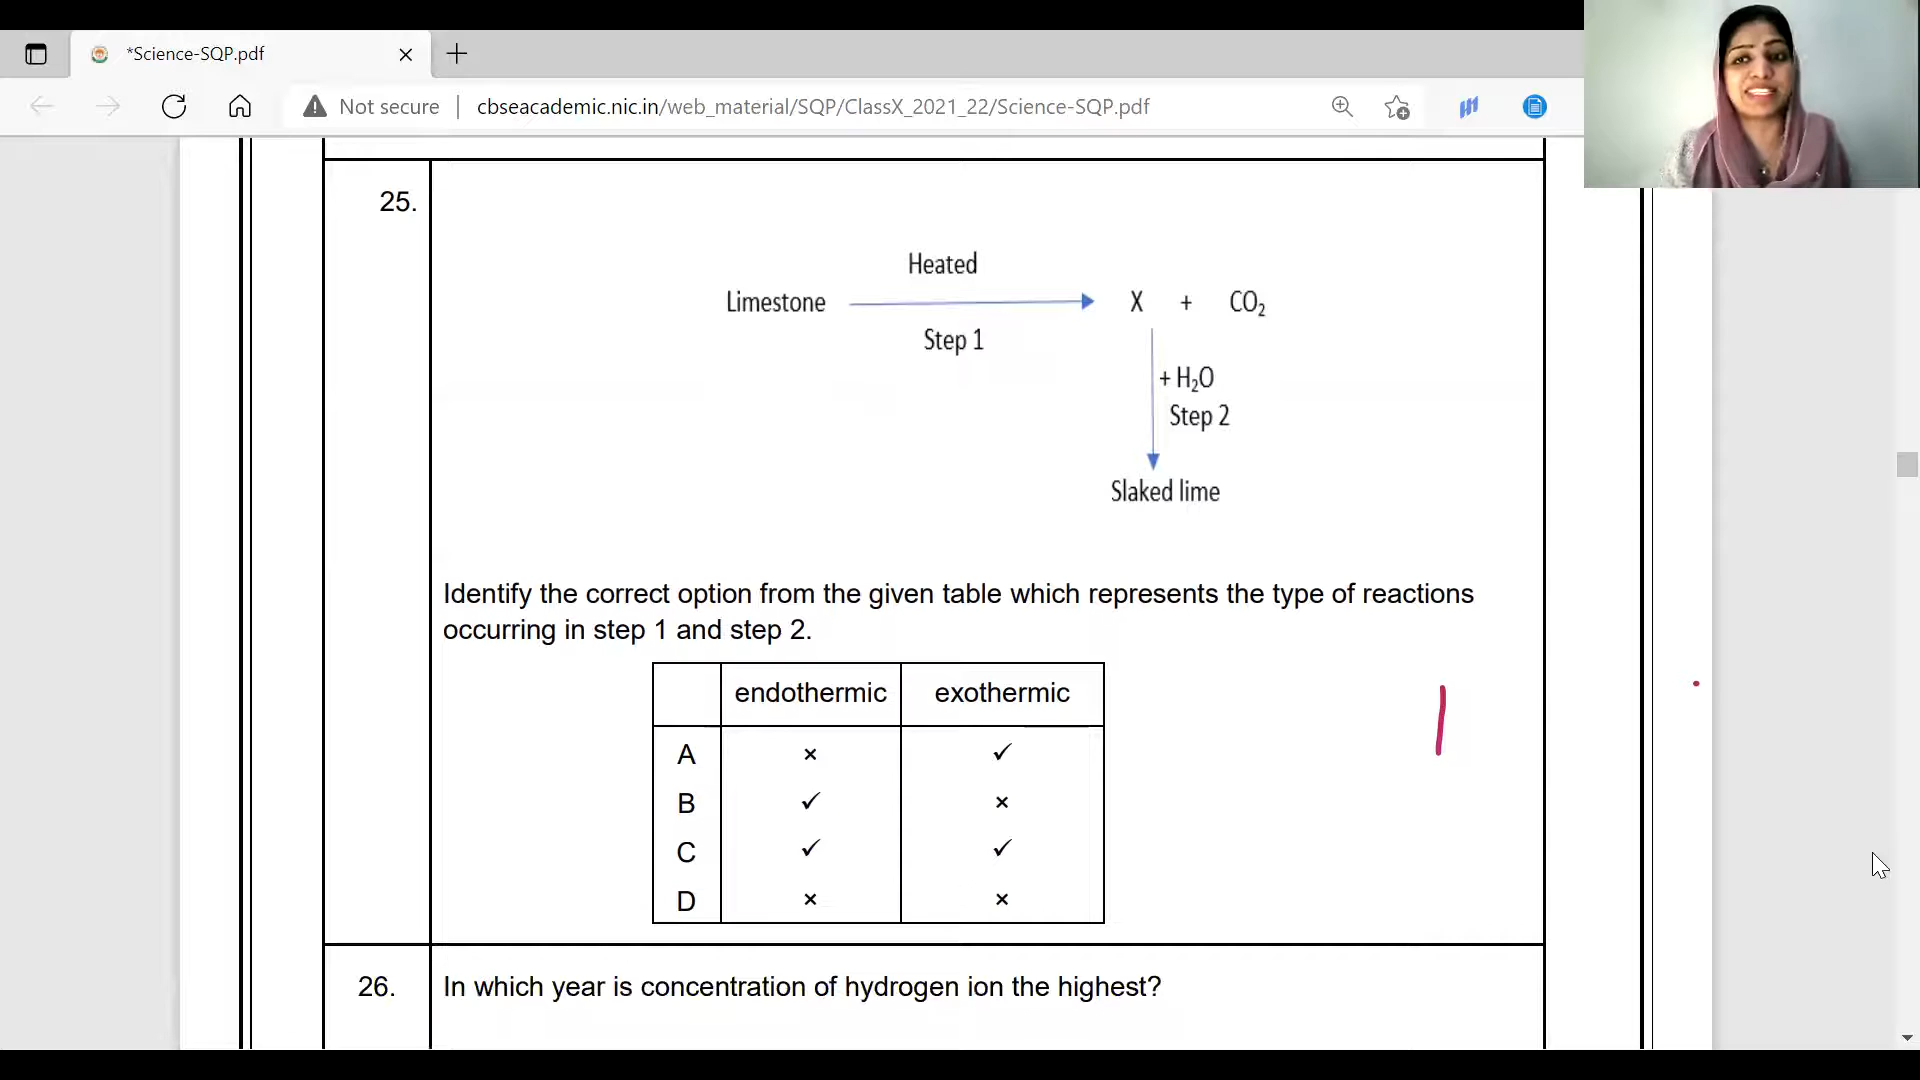 *Science-SQP.pdf
Not secure
cbseacademic.nic.in/web_material/SQP/ClassX_2021_22/Science-SQP.pdf
25.
Heated
Limestone X + CO₂
Step 1
+ H₂O
Step 2
Slaked lime
Identify the correct option from the given table which represents the type of reactions
occurring in step 1 and step 2.
endothermic exothermic
A × ✓
B ✓ ×
C ✓ ✓
D × ×
26. In which year is concentration of hydrogen ion the highest?